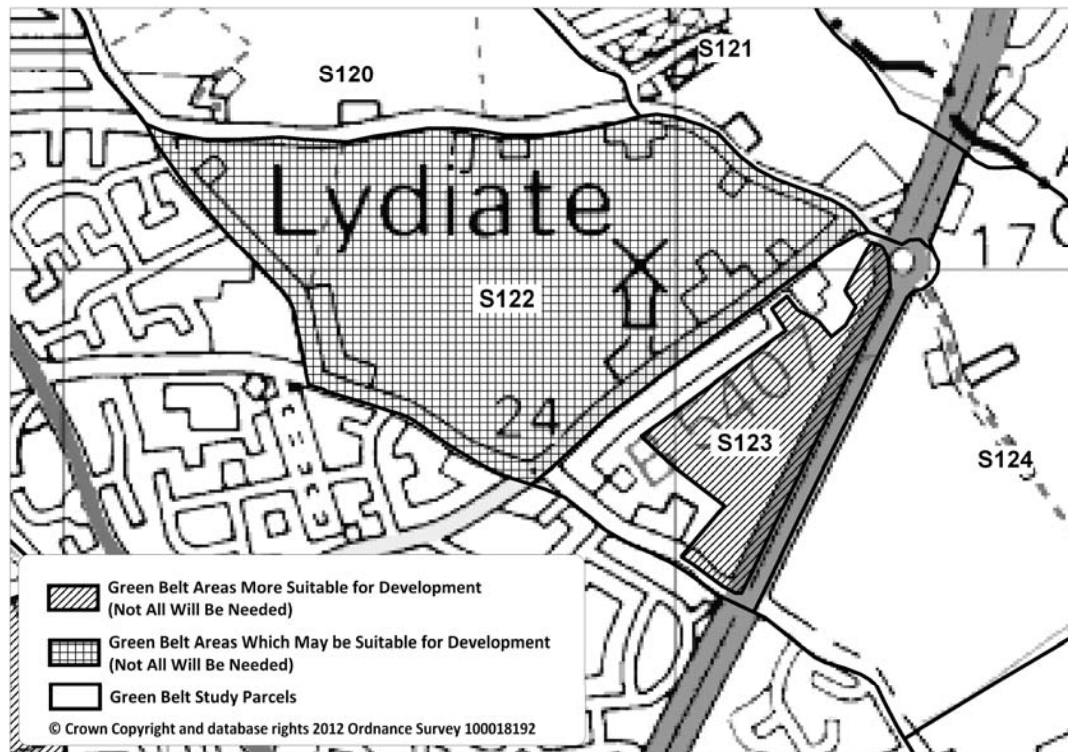 S120
S121
Lydiate
17
S122
24
B5407
S123
S124
Green Belt Areas More Suitable for Development
(Not All Will Be Needed)
Green Belt Areas Which May be Suitable for Development
(Not All Will Be Needed)
Green Belt Study Parcels
© Crown Copyright and database rights 2012 Ordnance Survey 100018192